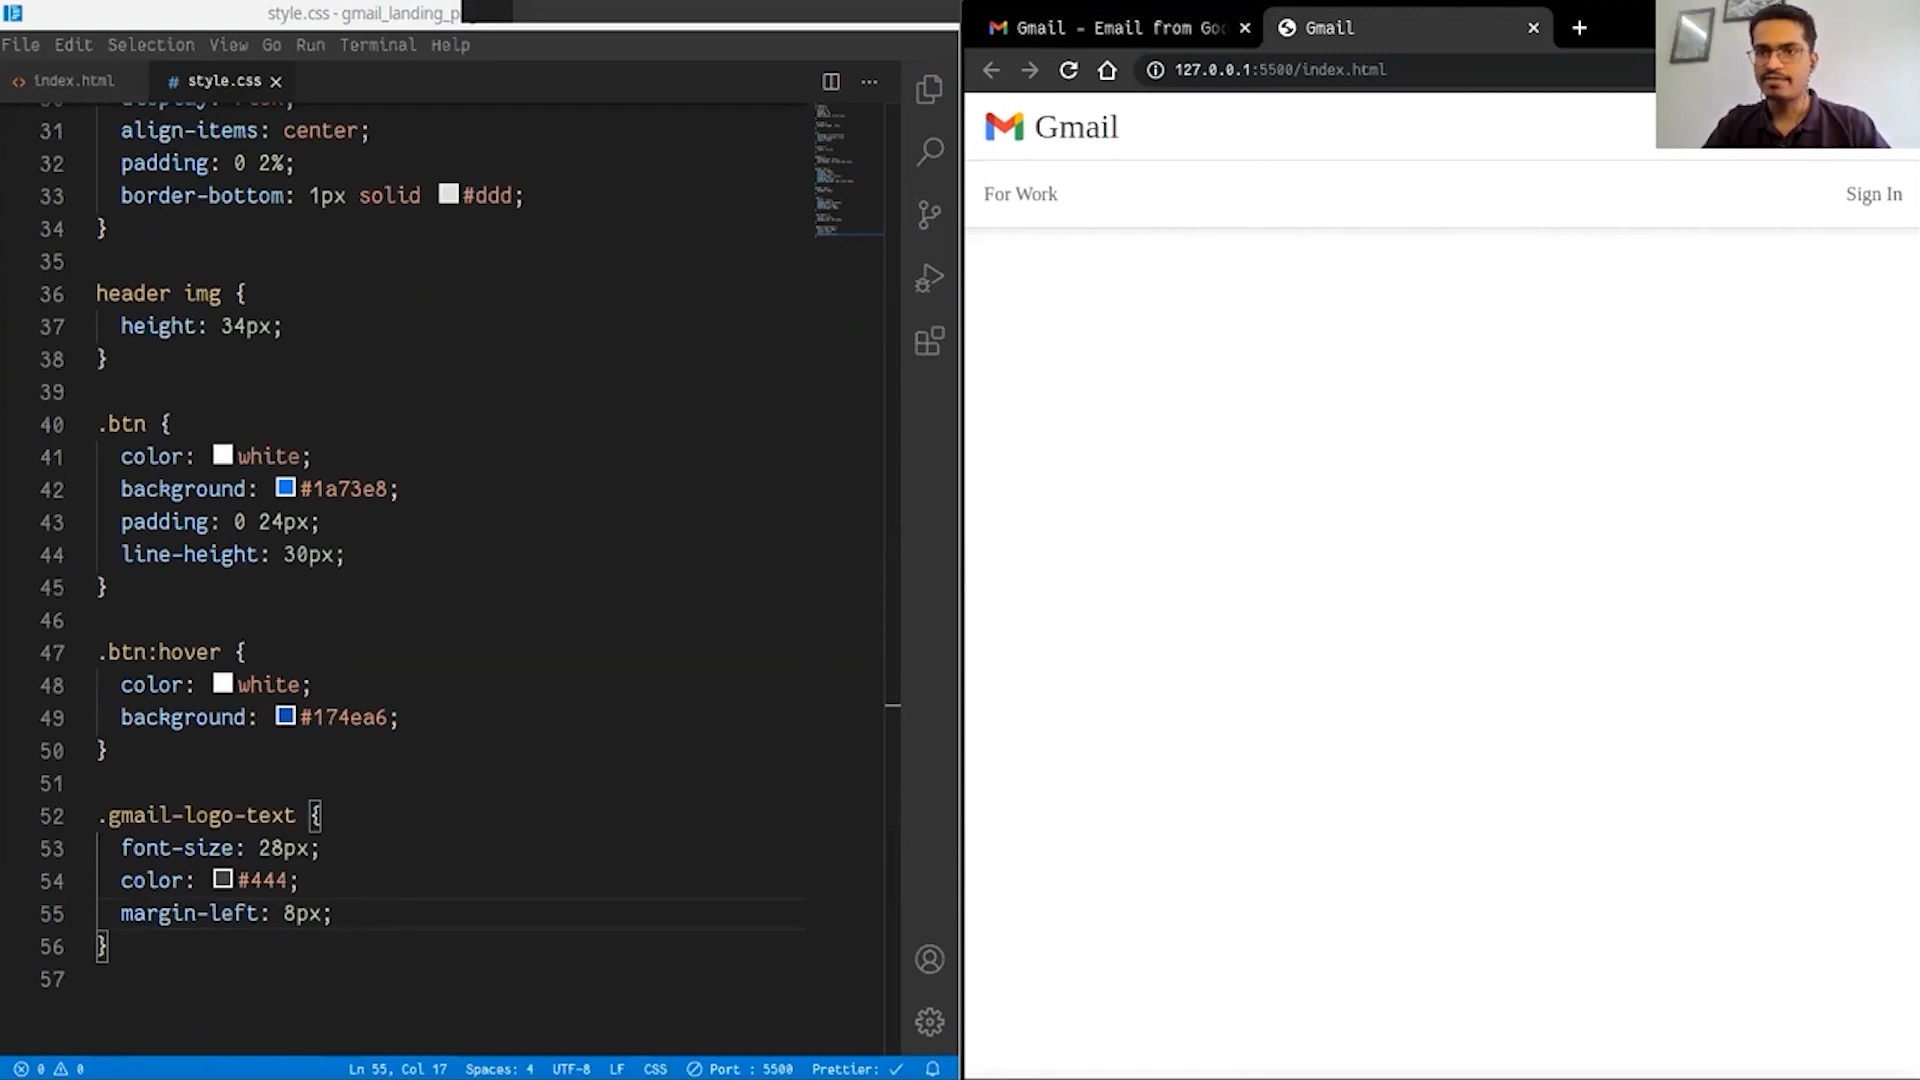 style.css - gmail_landing_p
File Edit Selection View Go Run Terminal Help
index.html
# style.css
31 align-items: center;
32 padding: 0 2%;
33 border-bottom: 1px solid #ddd;
34 }
35
36 header img {
37 height: 34px;
38 }
39
40 .btn {
41 color: white;
42 background: #1a73e8;
43 padding: 0 24px;
44 line-height: 30px;
45 }
46
47 .btn:hover {
48 color: white;
49 background: #174ea6;
50 }
51
52 .gmail-logo-text {
53 font-size: 28px;
54 color: #444;
55 margin-left: 8px;
56 }
57
0 0 Ln 55, Col 17 Spaces: 4 UTF-8 LF CSS Port : 5500 Prettier: ✓
Gmail - Email from Goo
Gmail
127.0.0.1:5500/index.html
Gmail
For Work
Sign In